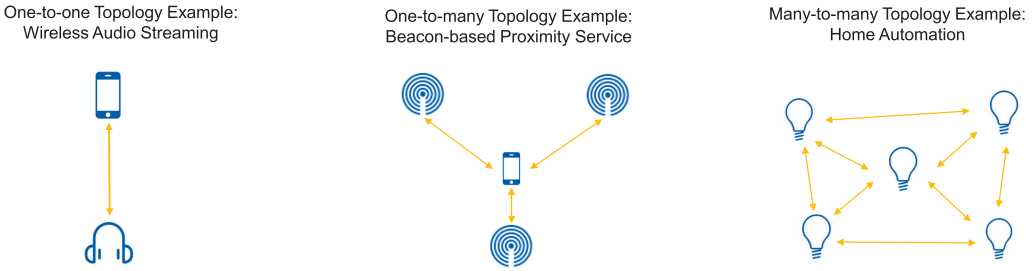 One-to-one Topology Example:
Wireless Audio Streaming
One-to-many Topology Example:
Beacon-based Proximity Service
Many-to-many Topology Example:
Home Automation